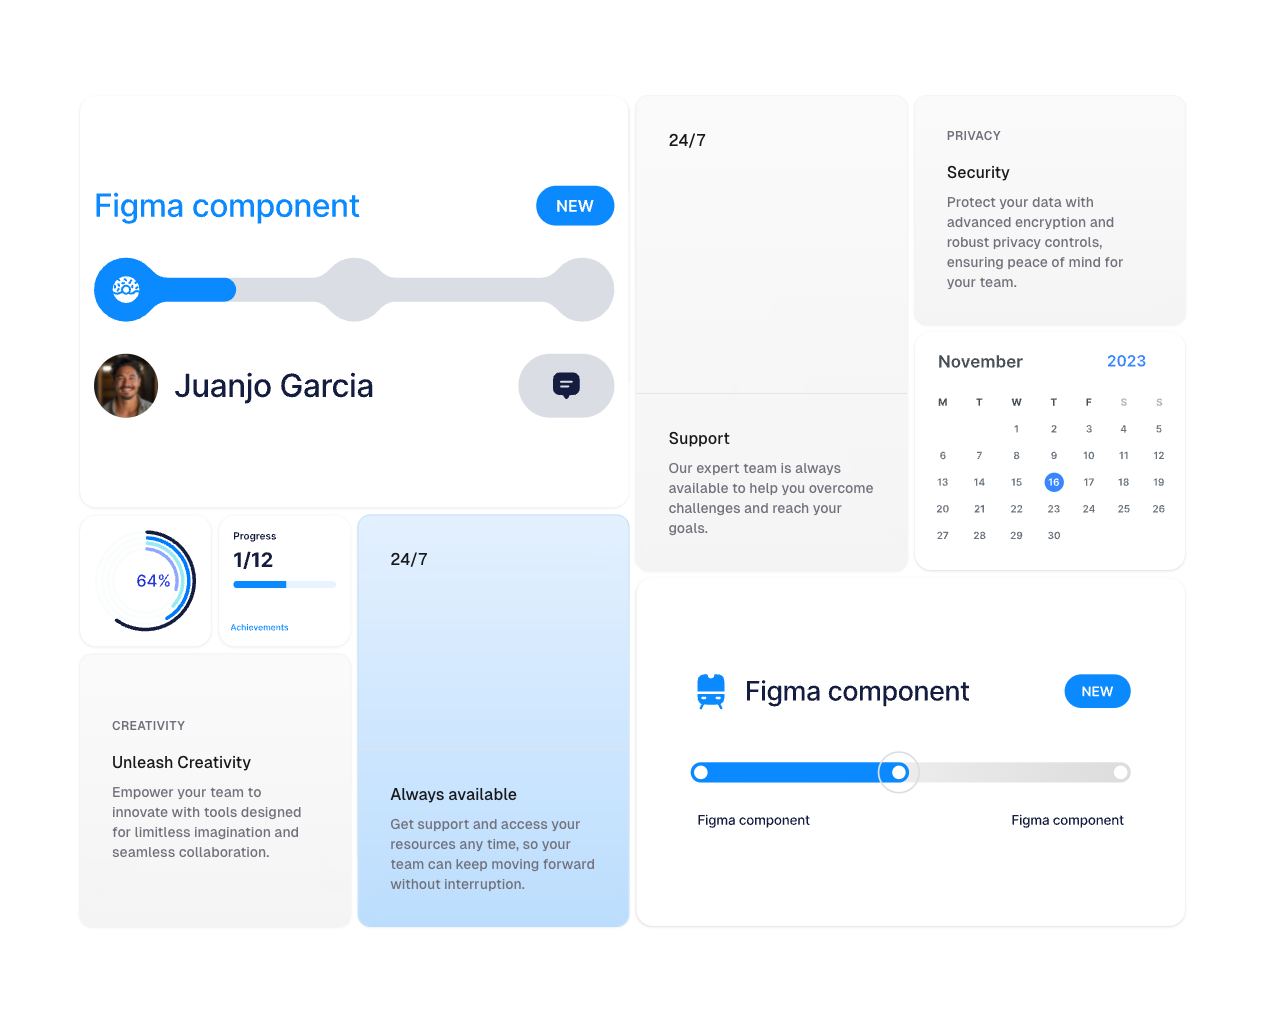 Figma component
NEW
Juanjo Garcia
24/7
Support
Our expert team is always
available to help you overcome
challenges and reach your
goals.
PRIVACY
Security
Protect your data with
advanced encryption and
robust privacy controls,
ensuring peace of mind for
your team.
November 2023
M T W T F S S
1 2 3 4 5
6 7 8 9 10 11 12
13 14 15 16 17 18 19
20 21 22 23 24 25 26
27 28 29 30
64%
Progress
1/12
Achievements
CREATIVITY
Unleash Creativity
Empower your team to
innovate with tools designed
for limitless imagination and
seamless collaboration.
24/7
Always available
Get support and access your
resources any time, so your
team can keep moving forward
without interruption.
Figma component
NEW
Figma component
Figma component